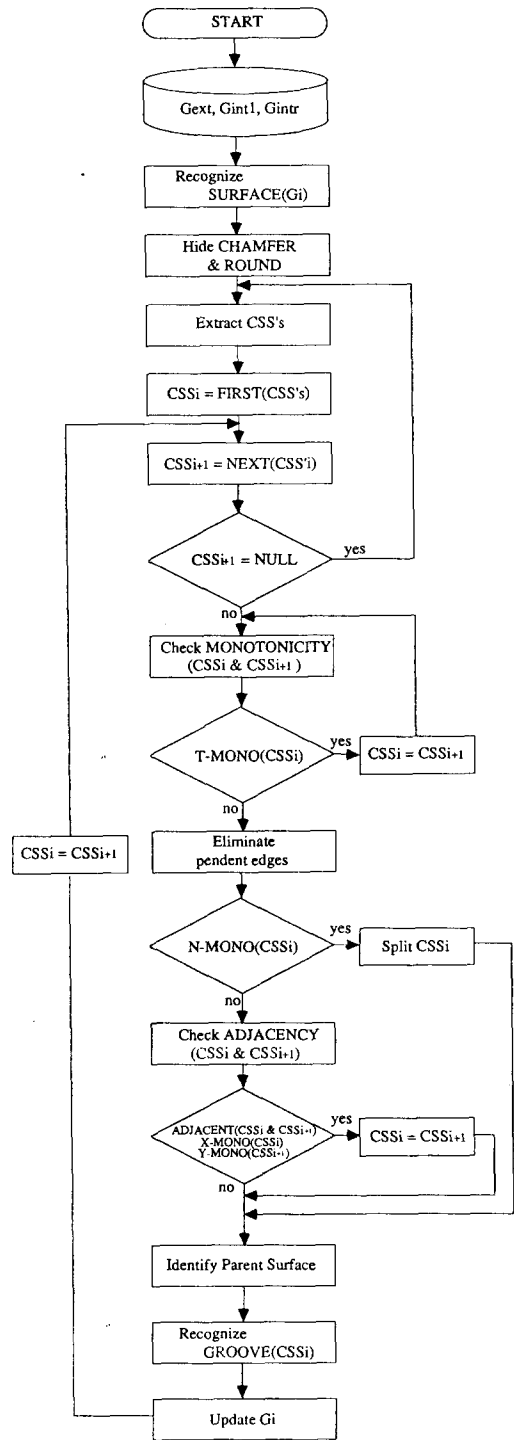 START
Gext, Gint1, Gintr
Recognize
SURFACE(Gi)
Hide CHAMFER
& ROUND
Extract CSS's
CSSi = FIRST(CSS's)
CSSi+1 = NEXT(CSS'i)
CSSi+1 = NULL
yes
no
Check MONOTONICITY
(CSSi & CSSi+1 )
T-MONO(CSSi)
yes
CSSi = CSSi+1
no
CSSi = CSSi+1
Eliminate
pendent edges
N-MONO(CSSi)
yes
Split CSSi
no
Check ADJACENCY
(CSSi & CSSi+1)
ADJACENT(CSSi & CSSi+1)
X-MONO(CSSi)
Y-MONO(CSSi+1)
yes
CSSi = CSSi+1
no
Identify Parent Surface
Recognize
GROOVE(CSSi)
Update Gi